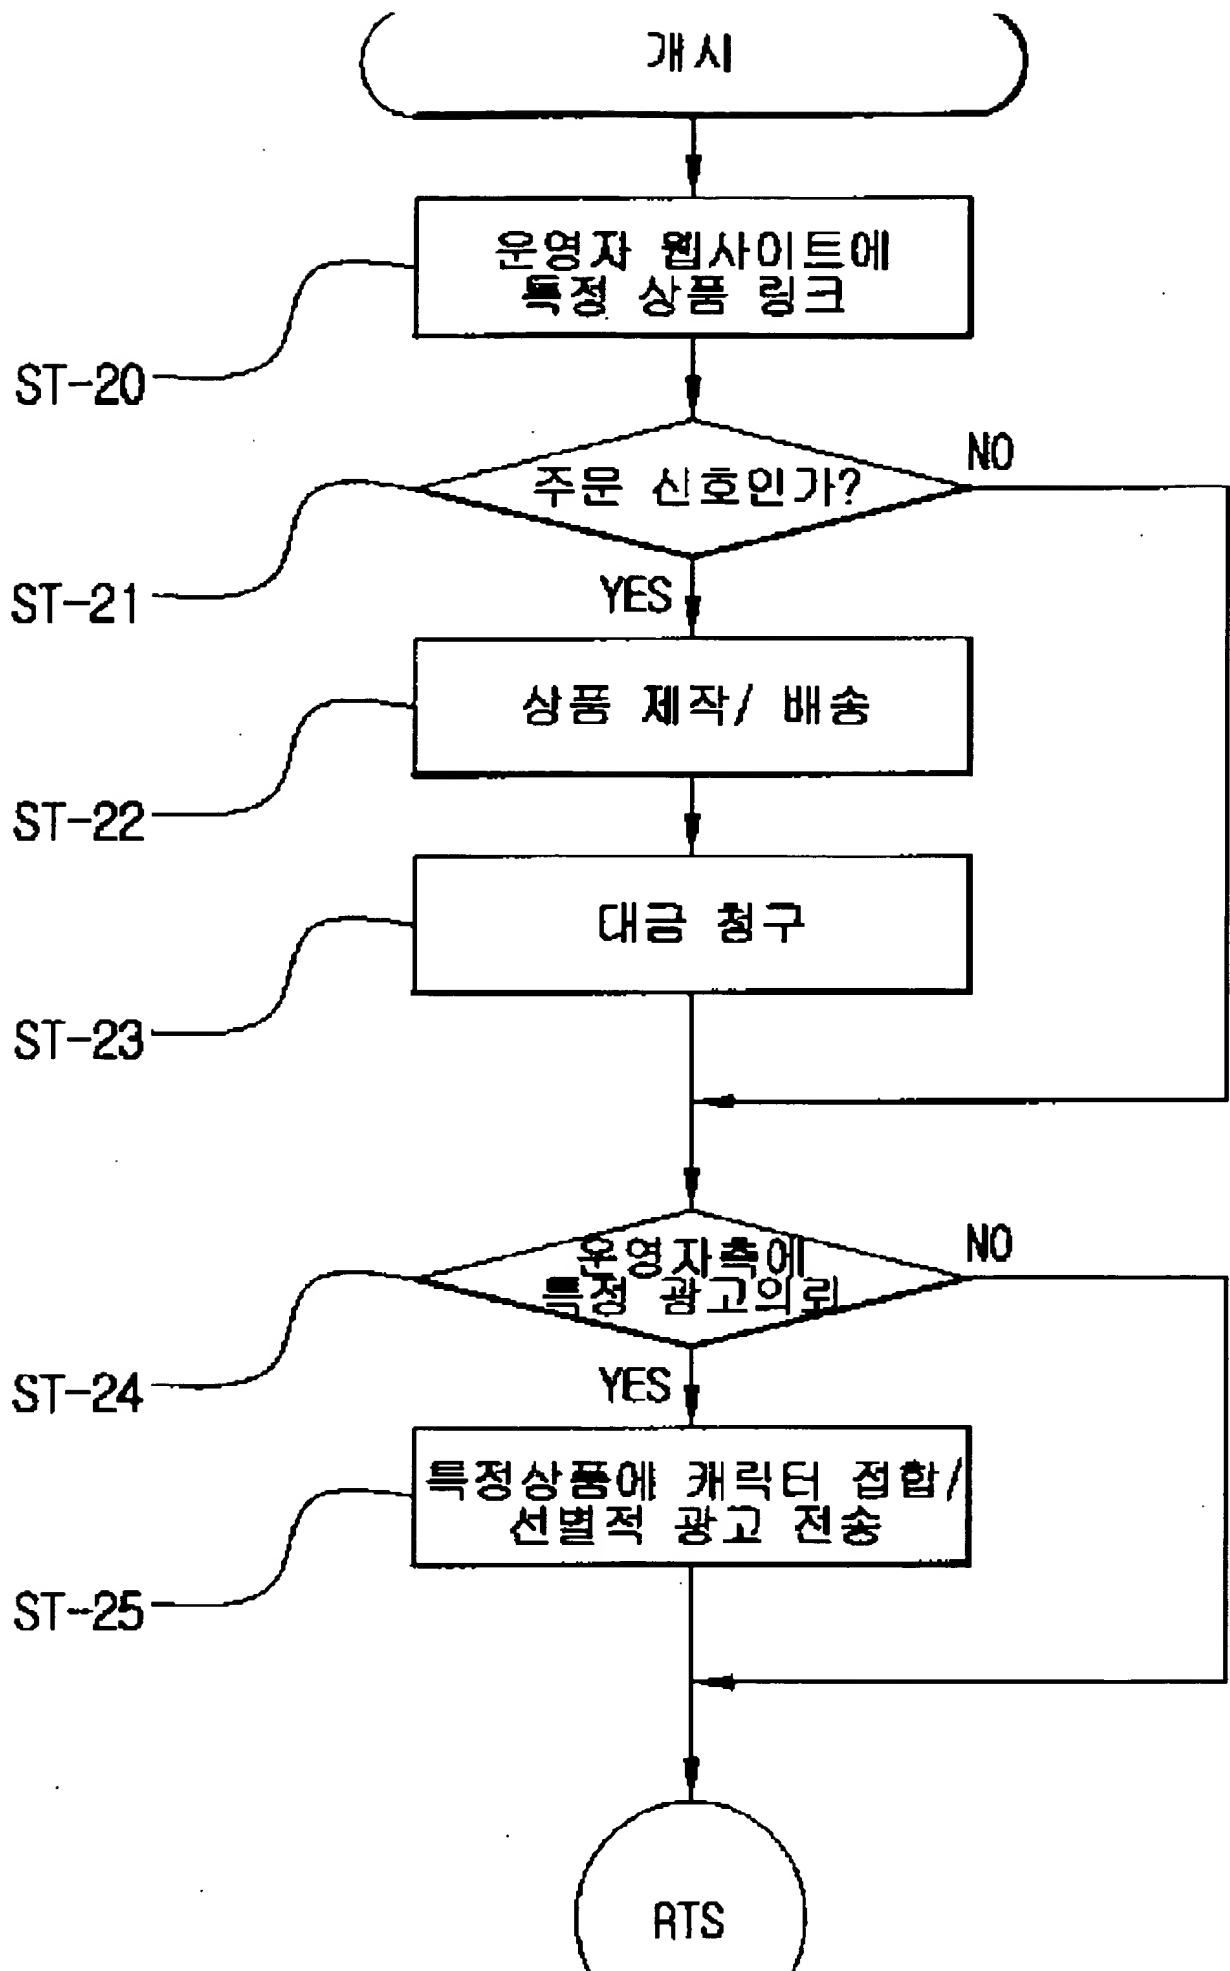 개시
운영자 웹사이트에
특정 상품 링크
ST-20
주문 신호인가?
NO
ST-21
YES
상품 제작/ 배송
ST-22
대금 청구
ST-23
운영자측에
특정 광고의뢰
NO
ST-24
YES
특정상품에 캐릭터 접합/
선별적 광고 전송
ST-25
RTS